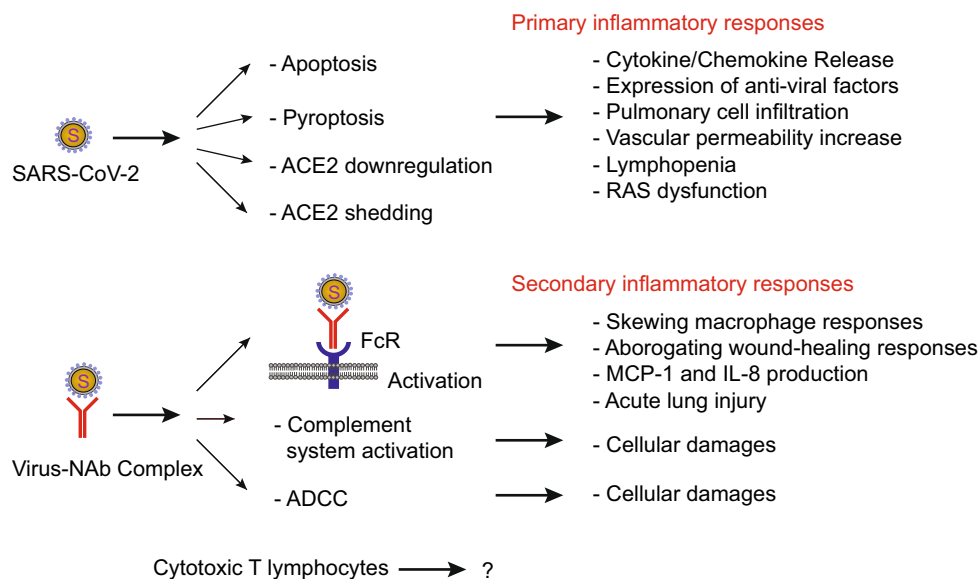 Primary inflammatory responses
- Apoptosis
- Pyroptosis
- ACE2 downregulation
- ACE2 shedding
S
SARS-CoV-2
- Cytokine/Chemokine Release
- Expression of anti-viral factors
- Pulmonary cell infiltration
- Vascular permeability increase
- Lymphopenia
- RAS dysfunction
Secondary inflammatory responses
S
FcR
Activation
S
Virus-NAb Complex
- Complement
system activation
- ADCC
- Skewing macrophage responses
- Aborogating wound-healing responses
- MCP-1 and IL-8 production
- Acute lung injury
- Cellular damages
- Cellular damages
Cytotoxic T lymphocytes
?